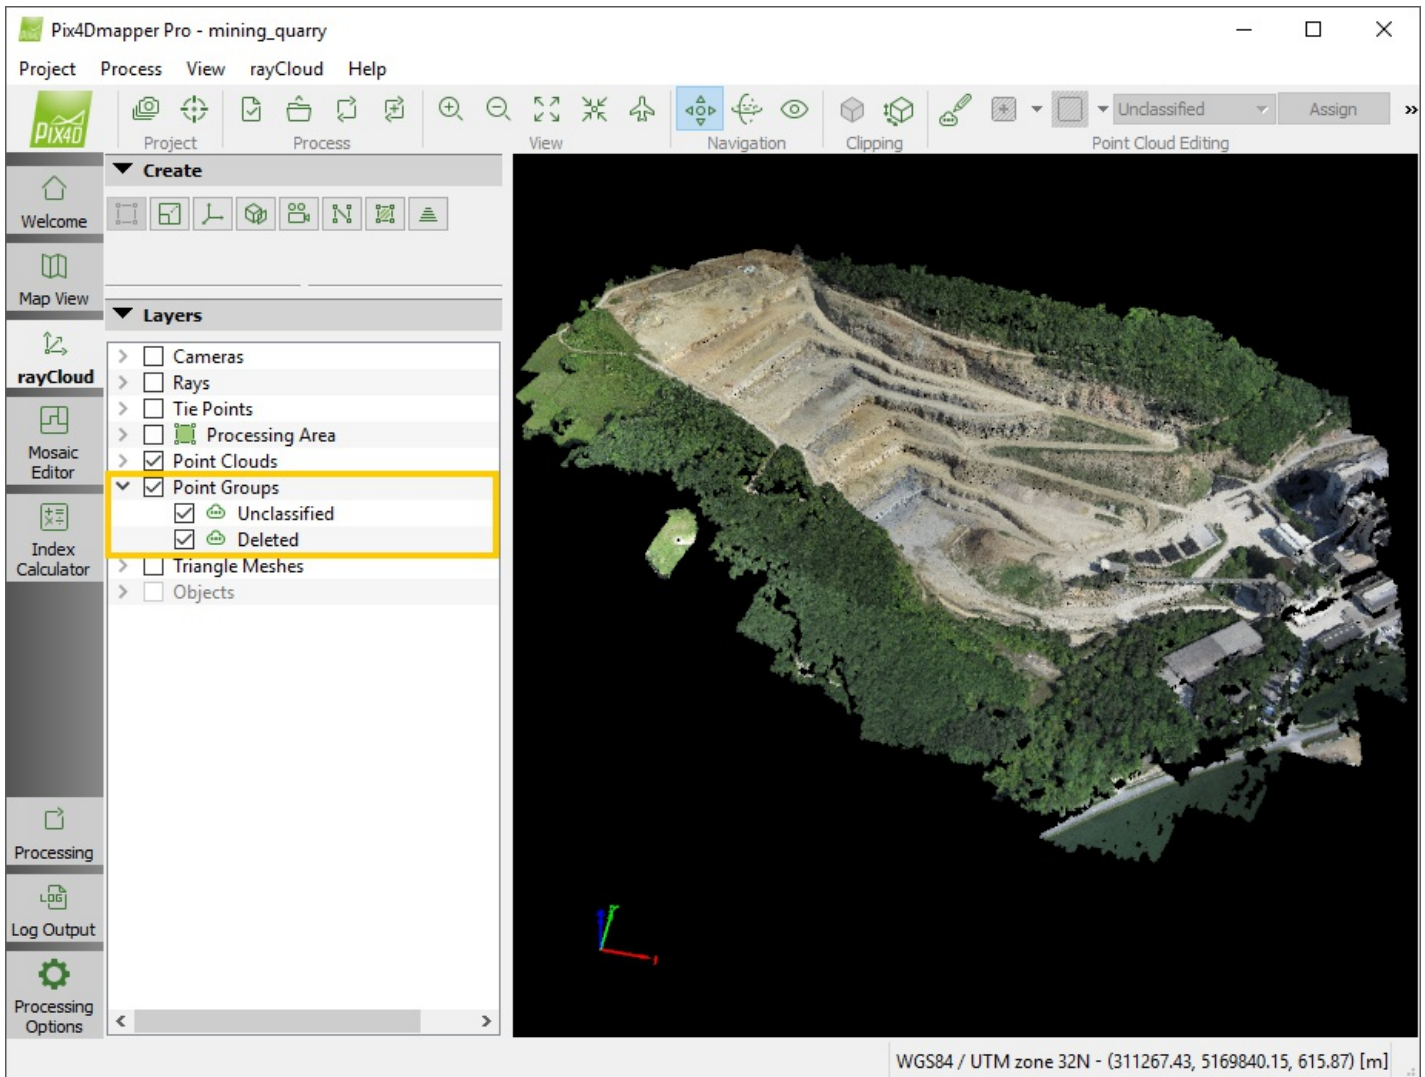 Pix4Dmapper Pro - mining_quarry
Project Process View rayCloud Help
PIX4D
Project Process View Navigation Clipping Point Cloud Editing
Unclassified Assign »
Welcome
Map View
rayCloud
Mosaic
Editor
Index
Calculator
Processing
LOG
Log Output
Processing
Options
Create
Layers
Cameras
Rays
Tie Points
Processing Area
Point Clouds
Point Groups
Unclassified
Deleted
Triangle Meshes
Objects
WGS84 / UTM zone 32N - (311267.43, 5169840.15, 615.87) [m]